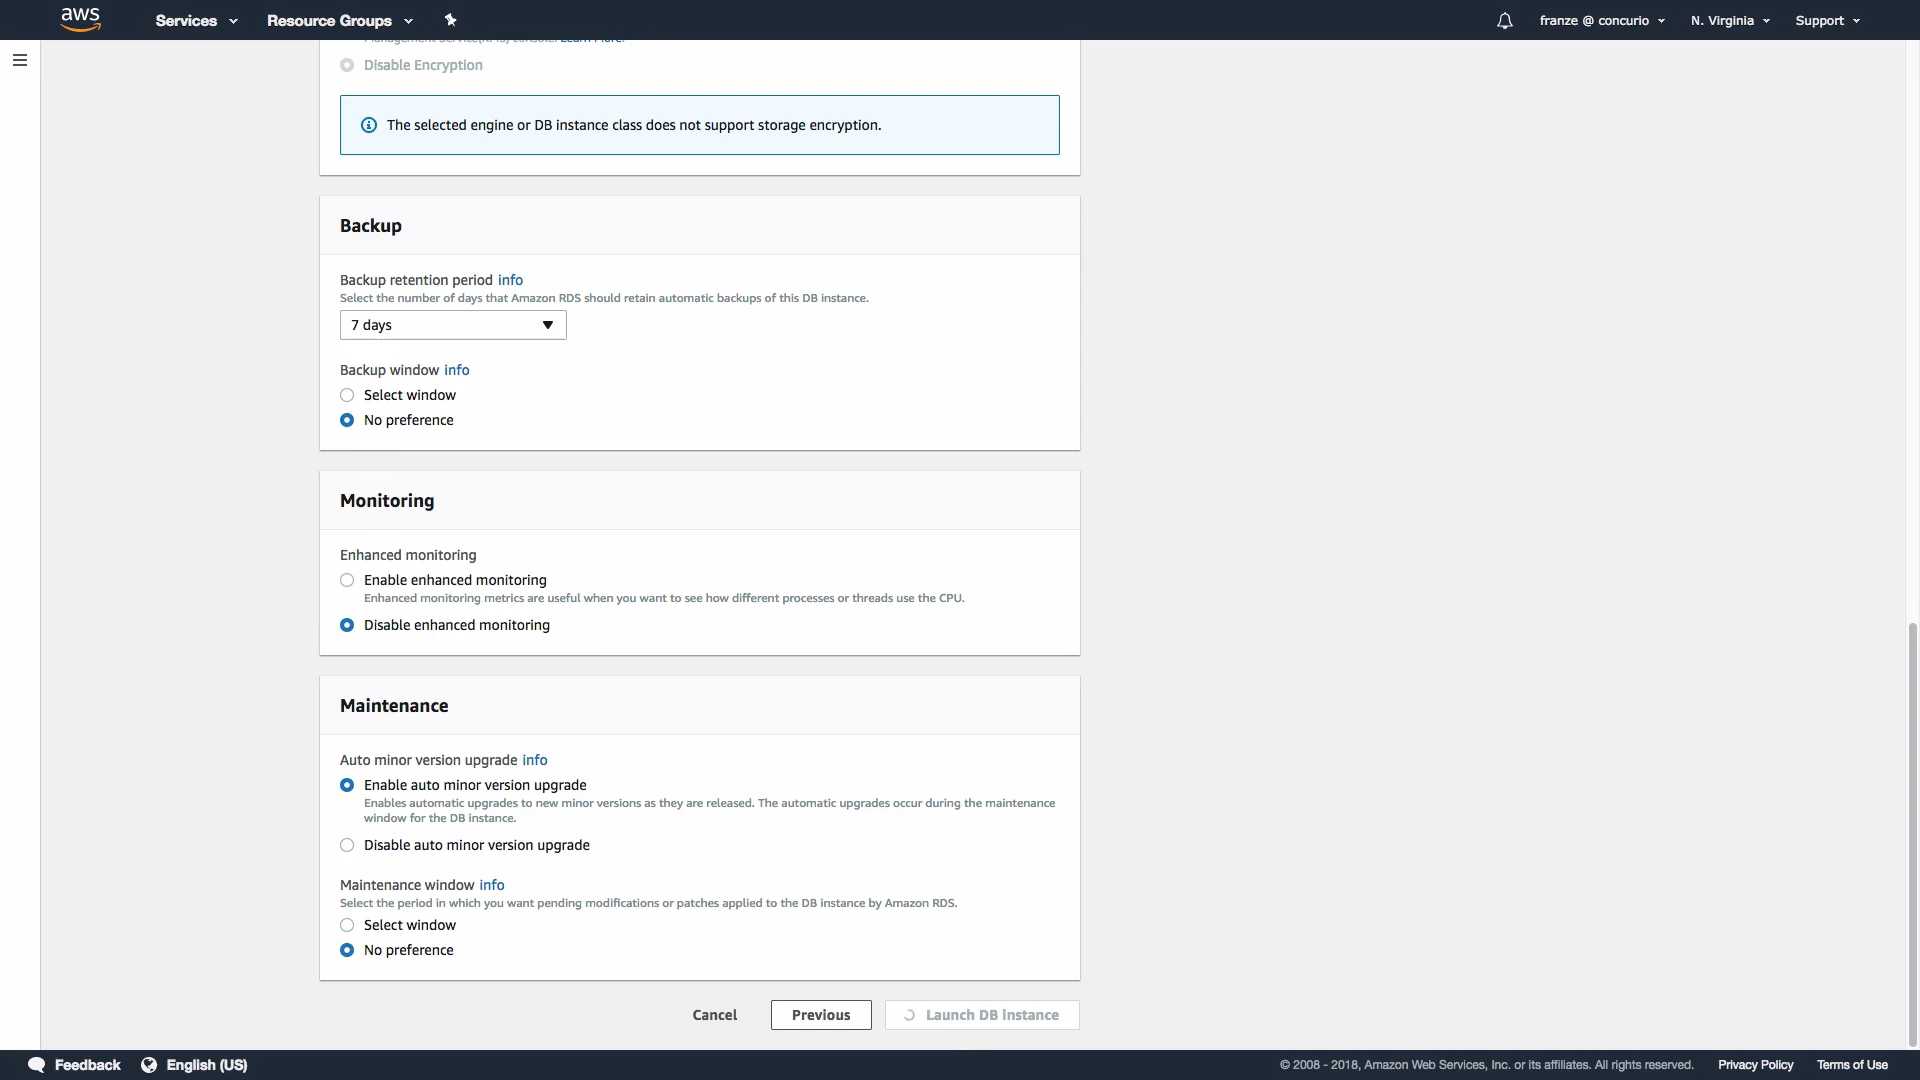 aws
Services
Resource Groups
franze @ concurio
N. Virginia
Support
Management Service(KMS) console. Learn More.
Disable Encryption
The selected engine or DB instance class does not support storage encryption.
Backup
Backup retention period info
Select the number of days that Amazon RDS should retain automatic backups of this DB instance.
7 days
Backup window info
Select window
No preference
Monitoring
Enhanced monitoring
Enable enhanced monitoring
Enhanced monitoring metrics are useful when you want to see how different processes or threads use the CPU.
Disable enhanced monitoring
Maintenance
Auto minor version upgrade info
Enable auto minor version upgrade
Enables automatic upgrades to new minor versions as they are released. The automatic upgrades occur during the maintenance
window for the DB instance.
Disable auto minor version upgrade
Maintenance window info
Select the period in which you want pending modifications or patches applied to the DB instance by Amazon RDS.
Select window
No preference
Cancel
Previous
Launch DB instance
Feedback
English (US)
© 2008 - 2018, Amazon Web Services, Inc. or its affiliates. All rights reserved.
Privacy Policy
Terms of Use